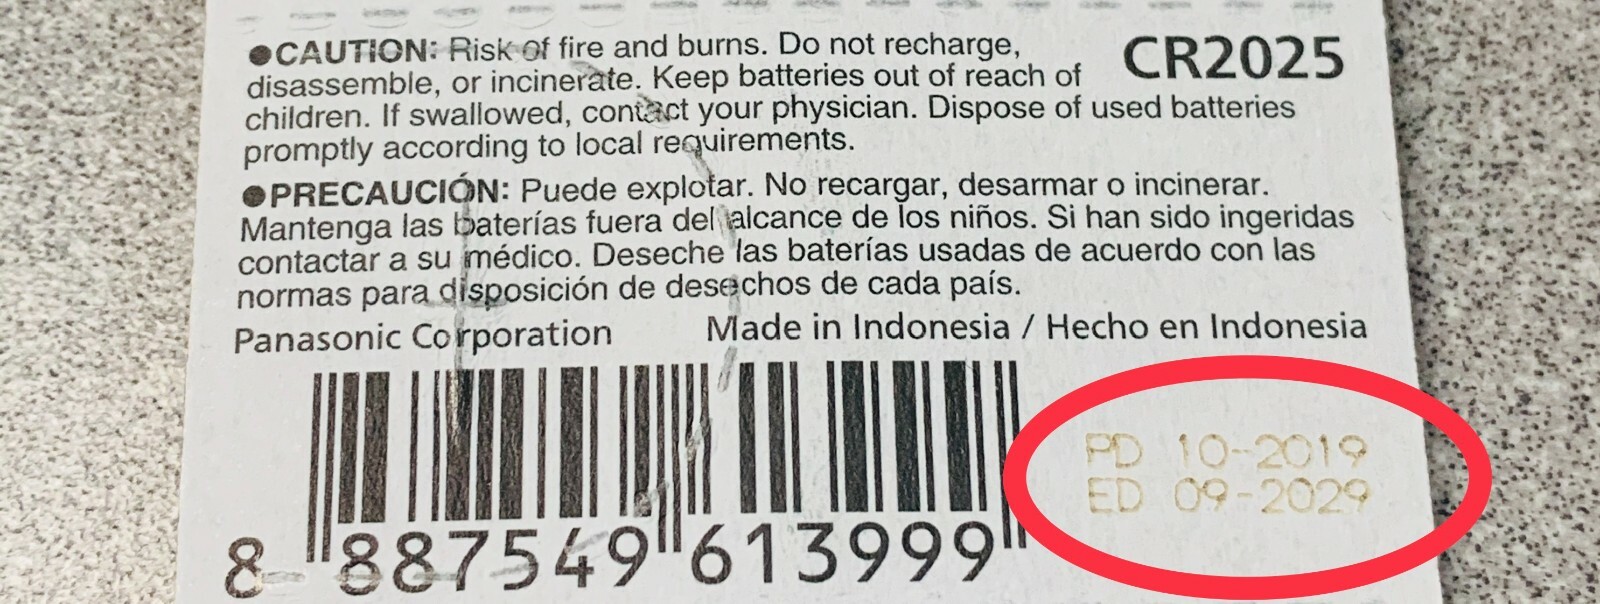 ●CAUTION: Risk of fire and burns. Do not recharge,
disassemble, or incinerate. Keep batteries out of reach of
children. If swallowed, contact your physician. Dispose of used batteries
promptly according to local requirements.
CR2025
●PRECAUCIÓN: Puede explotar. No recargar, desarmar o incinerar.
Mantenga las baterías fuera del alcance de los niños. Si han sido ingeridas
contactar a su médico. Deseche las baterías usadas de acuerdo con las
normas para disposición de desechos de cada país.
Panasonic Corporation Made in Indonesia / Hecho en Indonesia
PD 10-2019
ED 09-2029
8 887549 613999